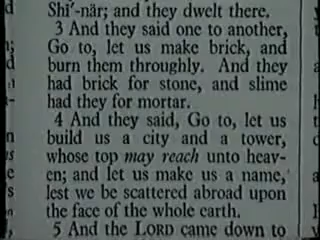 Shi´-när; and they dwelt there.
3 And they said one to another,
Go to, let us make brick, and
burn them throughly. And they
had brick for stone, and slime
had they for mortar.
4 And they said, Go to, let us
build us a city and a tower,
whose top may reach unto heav-
en; and let us make us a name,
lest we be scattered abroad upon
the face of the whole earth.
5 And the LORD came down to